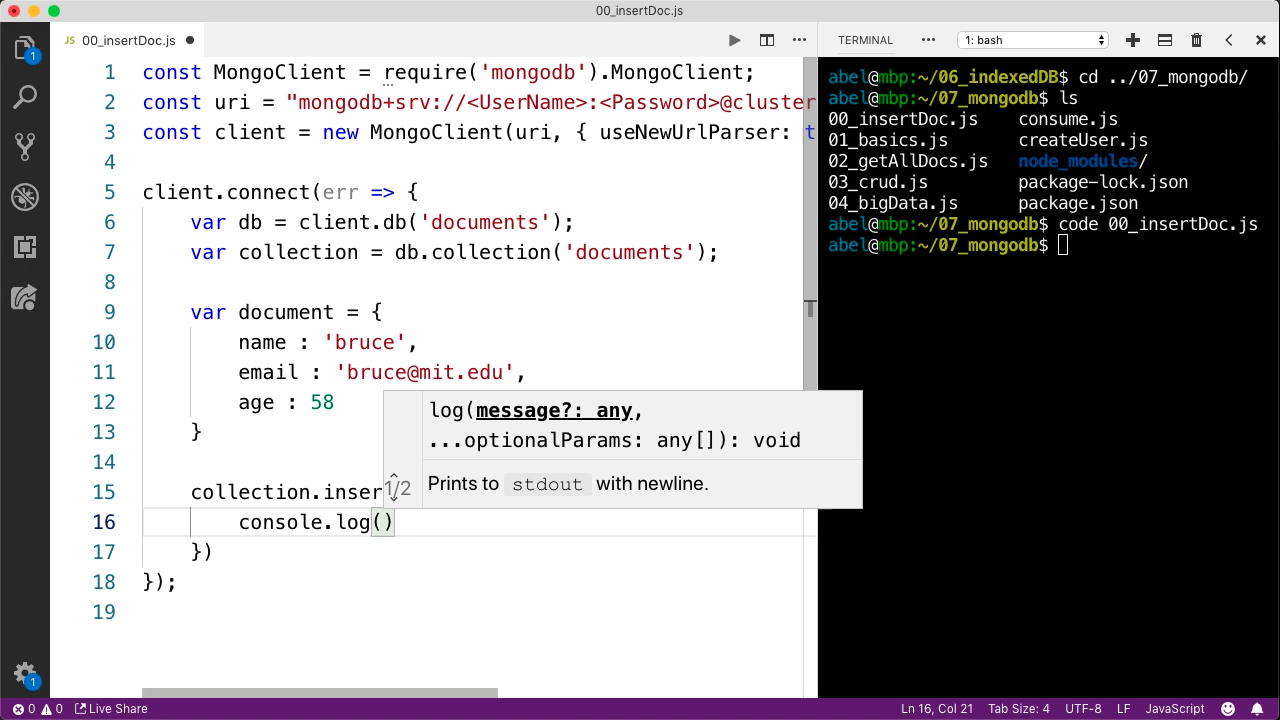 00_insertDoc.js
JS 00_insertDoc.js
TERMINAL
1: bash
1 const MongoClient = require('mongodb').MongoClient;
2 const uri = "mongodb+srv://<UserName>:<Password>@cluster
3 const client = new MongoClient(uri, { useNewUrlParser: t
4
5 client.connect(err => {
6 var db = client.db('documents');
7 var collection = db.collection('documents');
8
9 var document = {
10 name : 'bruce',
11 email : 'bruce@mit.edu',
12 age : 58
13 }
14
15 collection.inser
16 console.log()
17 })
18 });
19
log(message?: any,
...optionalParams: any[]): void
1/2
Prints to stdout with newline.
abel@mbp:~/06_indexedDB$ cd ../07_mongodb/
abel@mbp:~/07_mongodb$ ls
00_insertDoc.js consume.js
01_basics.js createUser.js
02_getAllDocs.js node_modules/
03_crud.js package-lock.json
04_bigData.js package.json
abel@mbp:~/07_mongodb$ code 00_insertDoc.js
abel@mbp:~/07_mongodb$
1
1
0 0 Live Share
Ln 16, Col 21 Tab Size: 4 UTF-8 LF JavaScript